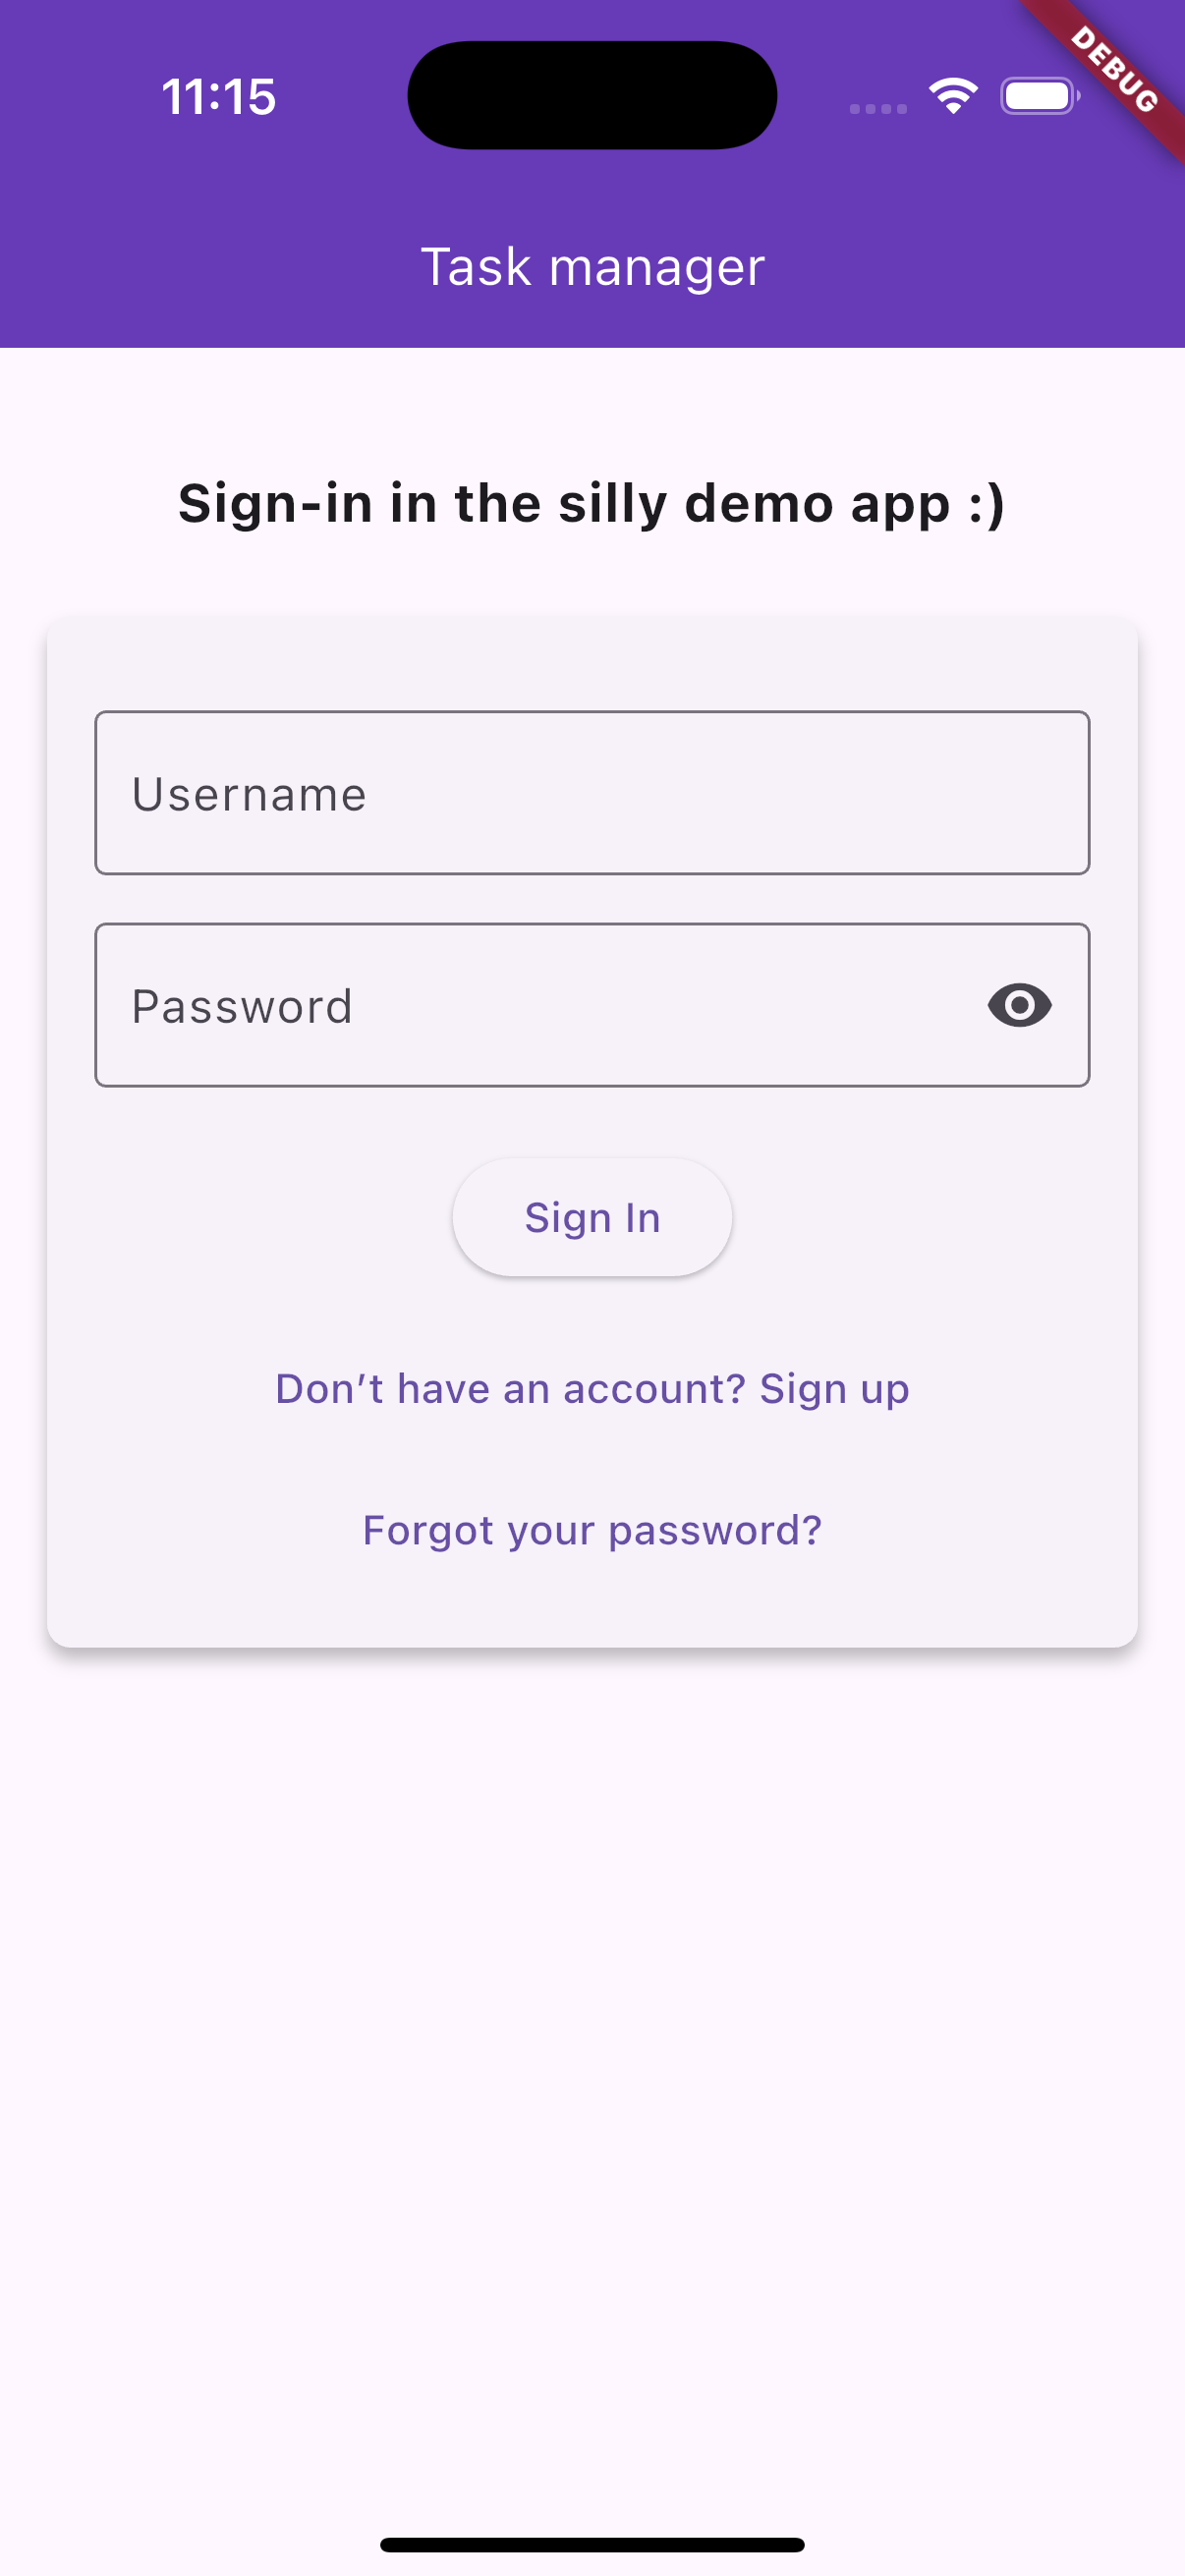 11:15
DEBUG
Task manager
Sign-in in the silly demo app :)
Username
Password
Sign In
Don’t have an account? Sign up
Forgot your password?